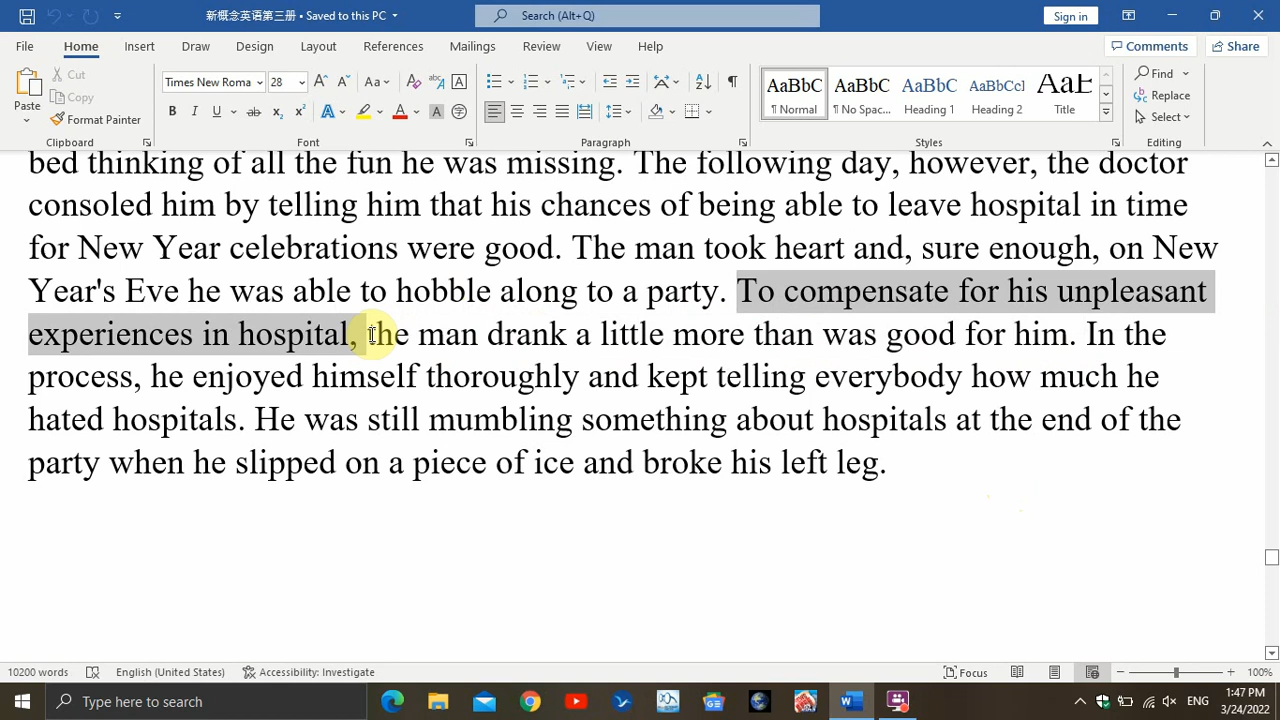 新概念英语第三册 - Saved to this PC
Search (Alt+Q)
Sign in
File Home Insert Draw Design Layout References Mailings Review View Help Comments Share
Paste
Cut
Copy
Format Painter
Clipboard
Times New Roma 28
Font
Paragraph
AaBbC AaBbC AaBbC AaBbCcI AaB
¶ Normal ¶ No Spac... Heading 1 Heading 2 Title
Styles
Find
Replace
Select
Editing
bed thinking of all the fun he was missing. The following day, however, the doctor
consoled him by telling him that his chances of being able to leave hospital in time
for New Year celebrations were good. The man took heart and, sure enough, on New
Year's Eve he was able to hobble along to a party. To compensate for his unpleasant
experiences in hospital, the man drank a little more than was good for him. In the
process, he enjoyed himself thoroughly and kept telling everybody how much he
hated hospitals. He was still mumbling something about hospitals at the end of the
party when he slipped on a piece of ice and broke his left leg.
10200 words English (United States) Accessibility: Investigate Focus 100%
Type here to search
ENG
1:47 PM
3/24/2022